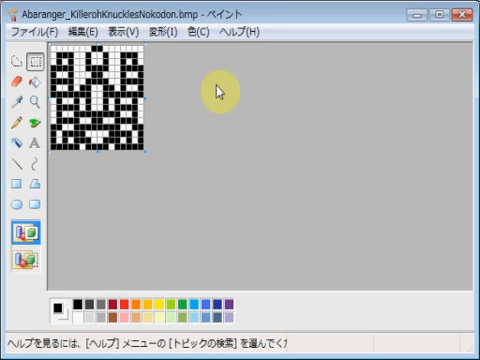 Abaranger_KillerohKnucklesNokodon.bmp - ペイント
ファイル(F) 編集(E) 表示(V) 変形(I) 色(C) ヘルプ(H)
A
ヘルプを見るには、[ヘルプ] メニューの [トピックの検索] を選んでくだ